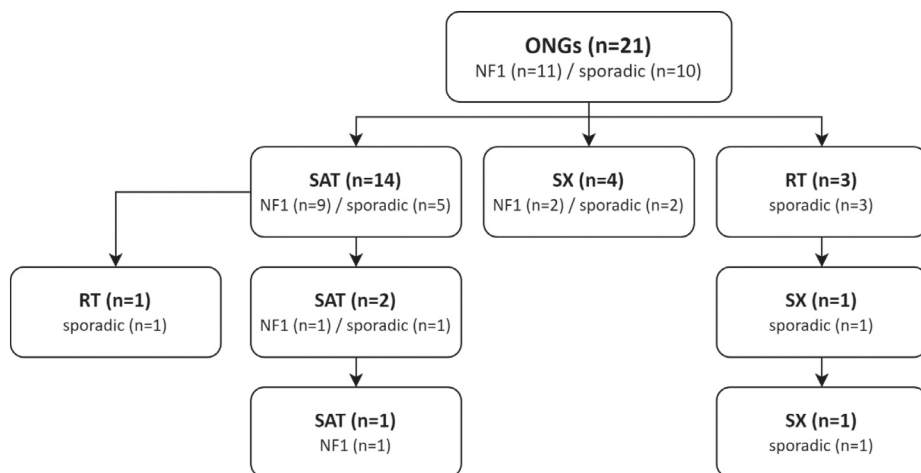 ONGs (n=21)
NF1 (n=11) / sporadic (n=10)
SAT (n=14)
NF1 (n=9) / sporadic (n=5)
SX (n=4)
NF1 (n=2) / sporadic (n=2)
RT (n=3)
sporadic (n=3)
RT (n=1)
sporadic (n=1)
SAT (n=2)
NF1 (n=1) / sporadic (n=1)
SX (n=1)
sporadic (n=1)
SAT (n=1)
NF1 (n=1)
SX (n=1)
sporadic (n=1)